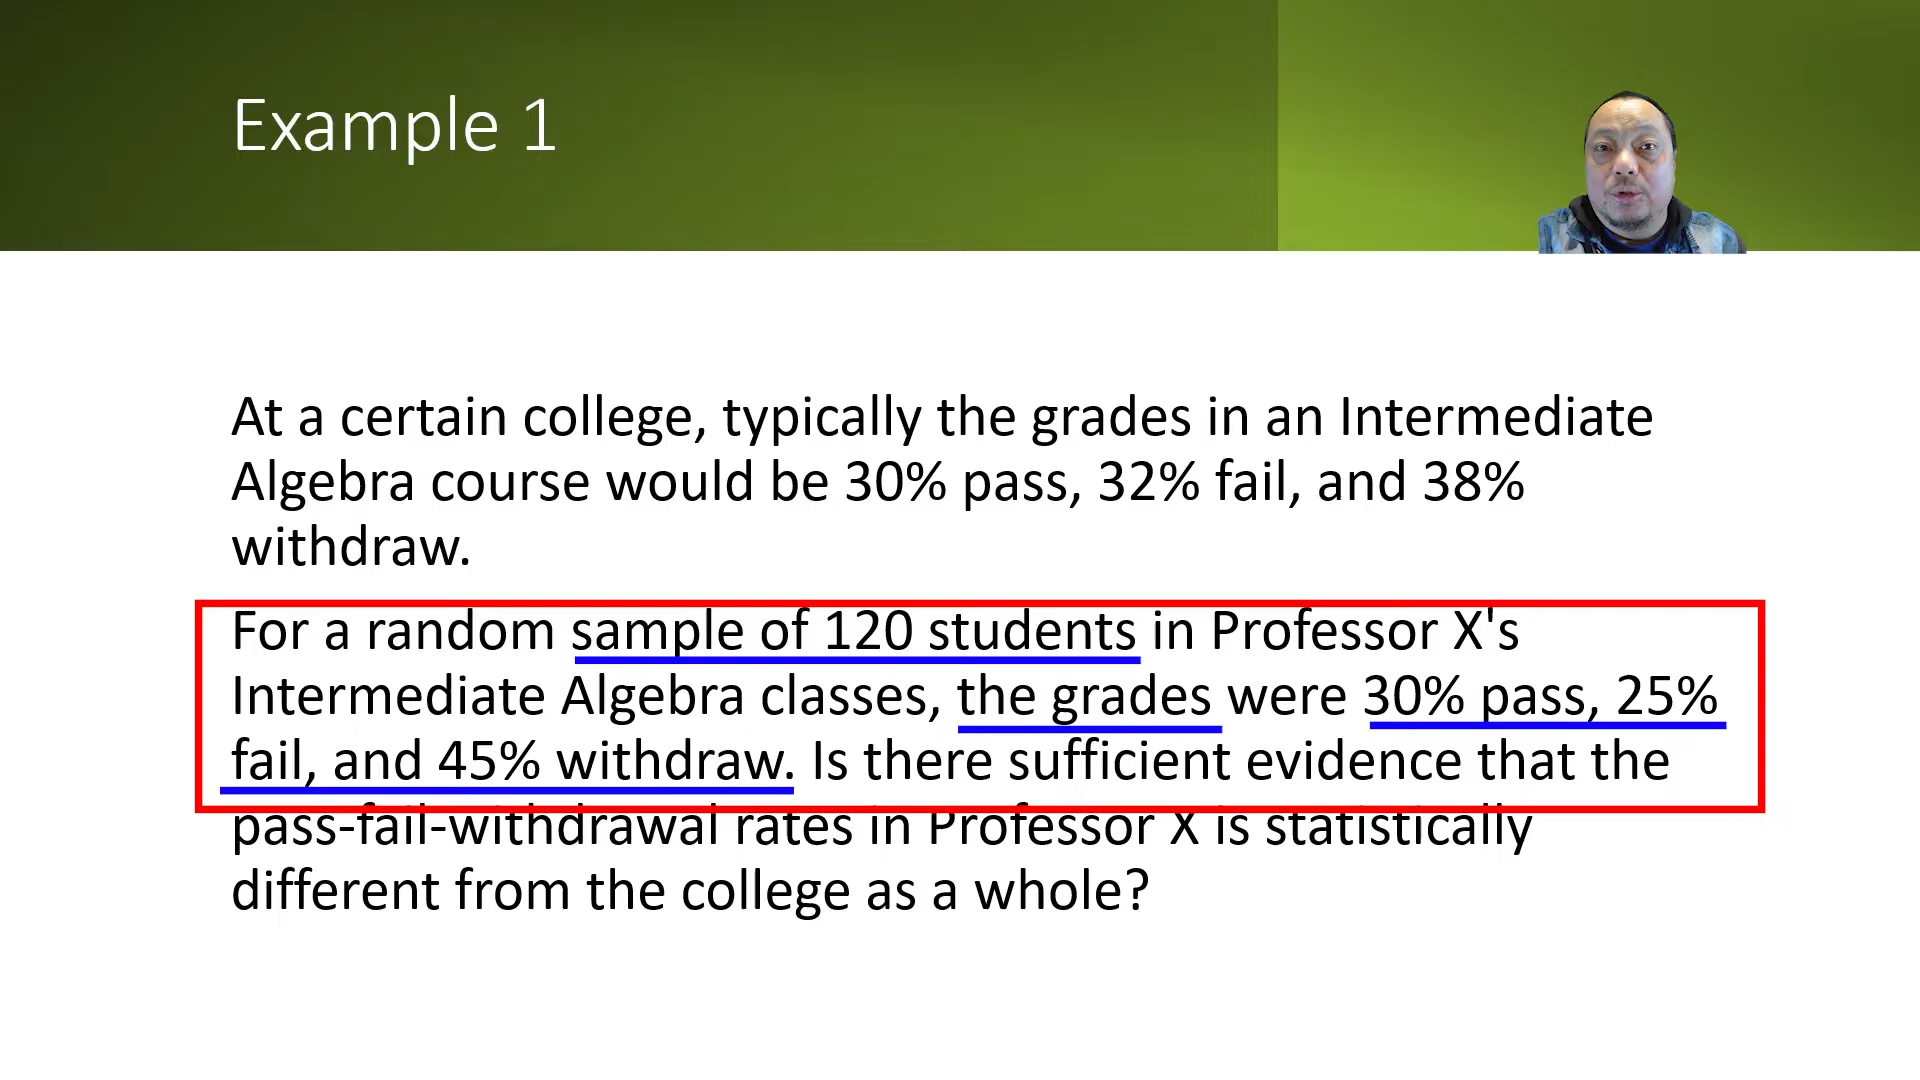 Example 1
At a certain college, typically the grades in an Intermediate
Algebra course would be 30% pass, 32% fail, and 38%
withdraw.
For a random sample of 120 students in Professor X's
Intermediate Algebra classes, the grades were 30% pass, 25%
fail, and 45% withdraw. Is there sufficient evidence that the
pass-fail-withdrawal rates in Professor X is statistically
different from the college as a whole?